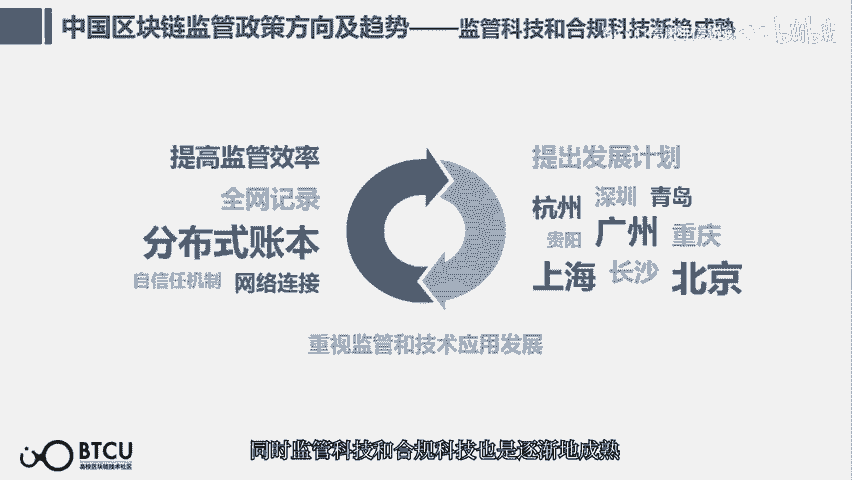 中国区块链监管政策方向及趋势——监管科技和合规科技渐趋成熟
提高监管效率
全网记录
分布式账本
自信任机制 网络连接
提出发展计划
杭州 深圳 青岛
贵阳 广州 重庆
上海 长沙 北京
重视监管和技术应用发展
BTCU
高校区块链技术社区
同时监管科技和合规科技也是逐渐地成熟